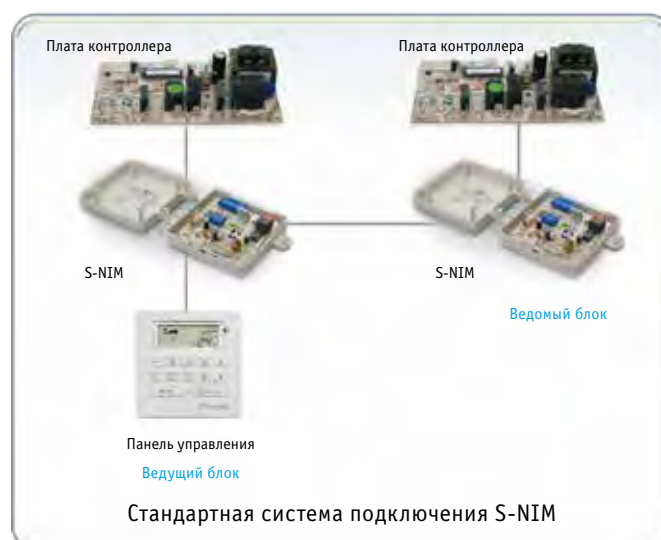 Плата контроллера
Плата контроллера
S-NIM
S-NIM
Ведомый блок
Панель управления
Ведущий блок
Стандартная система подключения S-NIM